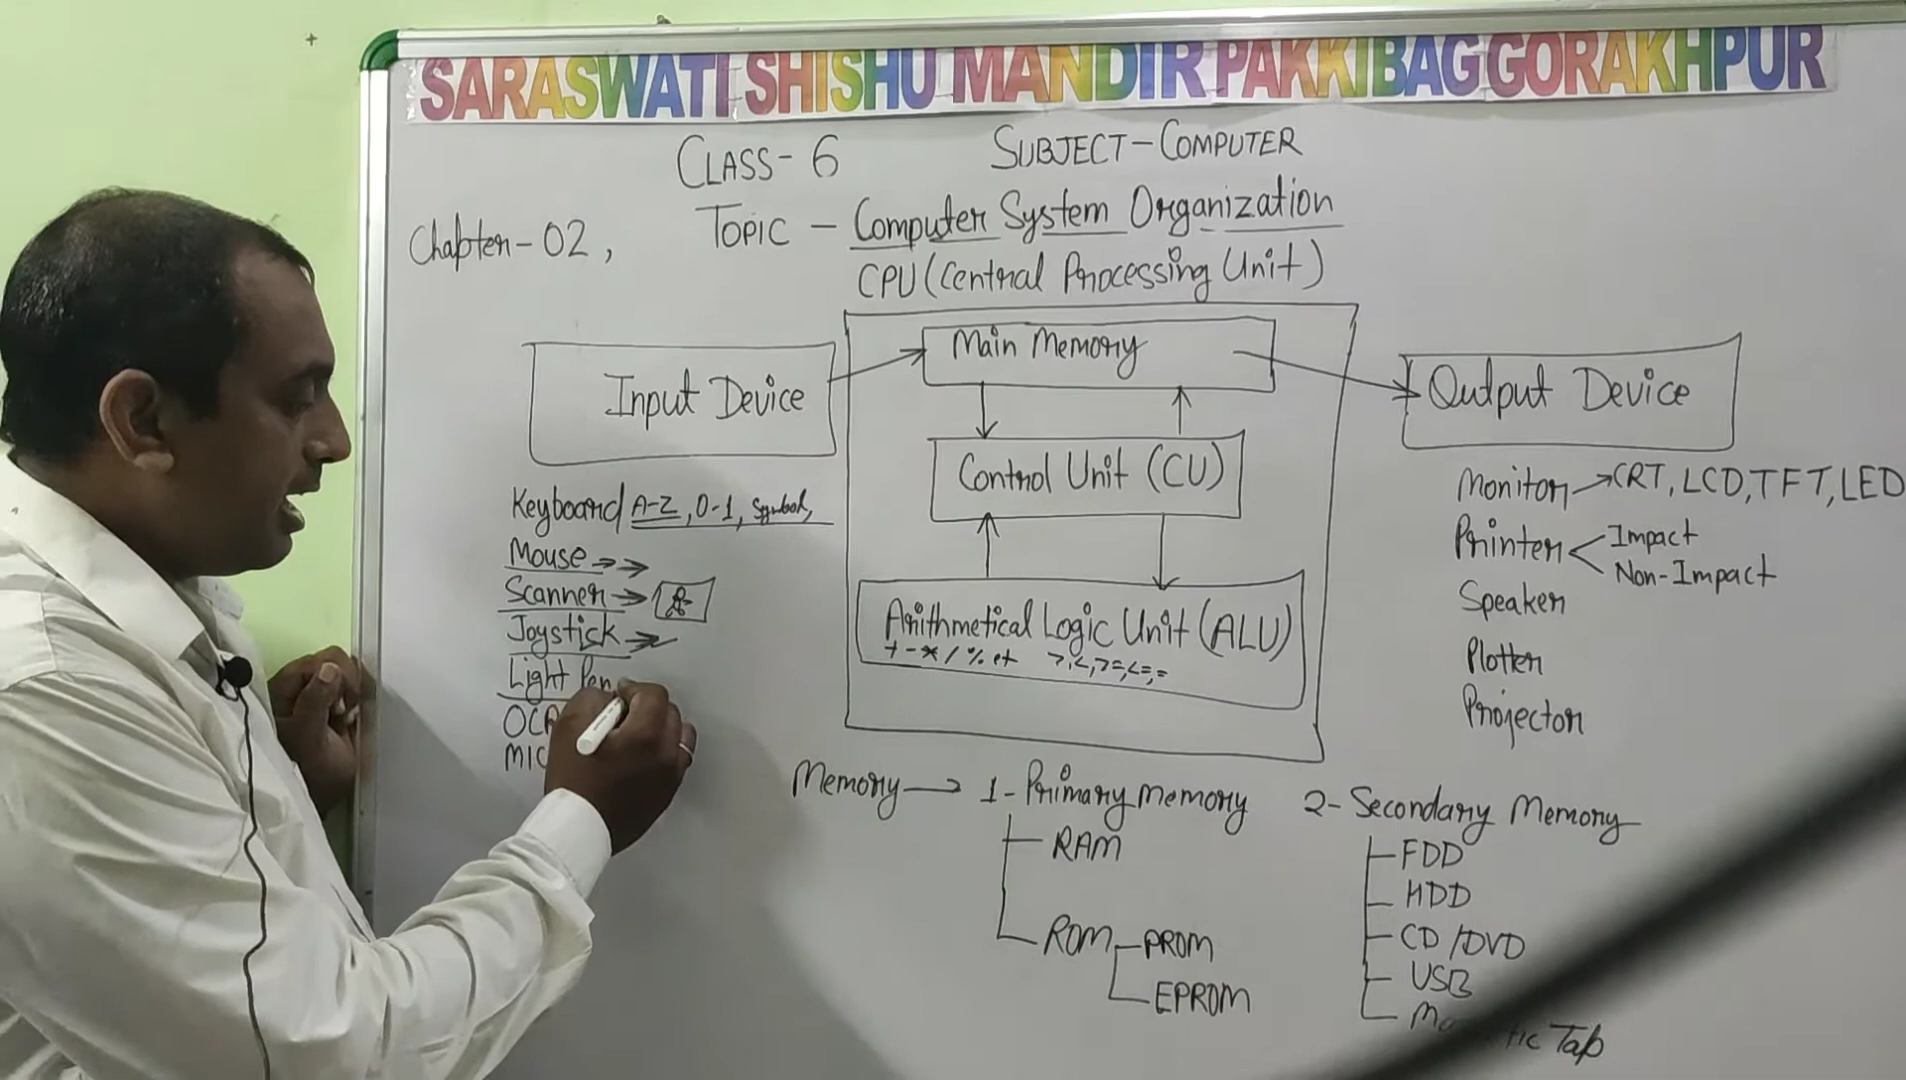 SARASWATI SHISHU MANDIR PAKKIBAG GORAKHPUR
CLASS- 6 SUBJECT-COMPUTER
Chapter-02, TOPIC - Computer System Organization
CPU (Central Processing Unit)
Input Device
Main Memory
Output Device
Control Unit (CU)
Arithmetical Logic Unit (ALU)
+ - * / % et >,<,>=,<=,=
Keyboard A-Z, 0-1, Symbol,
Mouse
Scanner
Joystick
Light Pen
Monitor → CRT, LCD, TFT, LED
Printer < Impact
Non-Impact
Speaker
Plotter
Projector
Memory → 1- Primary memory 2- Secondary Memory
RAM
ROM PROM
EPROM
FDD
HDD
CD/DVD
USB
Tap